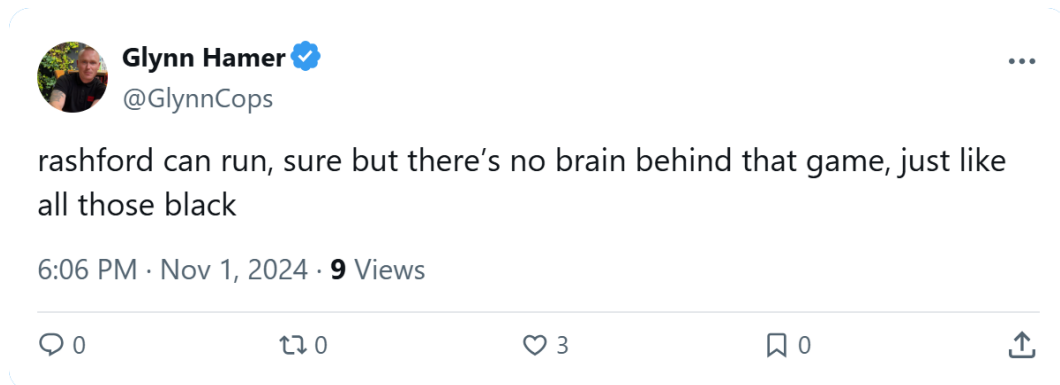 Glynn Hamer
@GlynnCops
rashford can run, sure but there’s no brain behind that game, just like
all those black
6:06 PM · Nov 1, 2024 · 9 Views
0 0 3 0